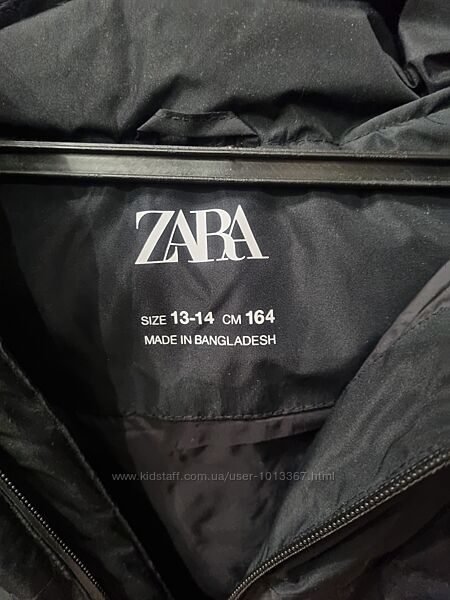 ZARA
SIZE 13-14 CM 164
MADE IN BANGLADESH
www.kidstaff.com.ua/user-1013367.html